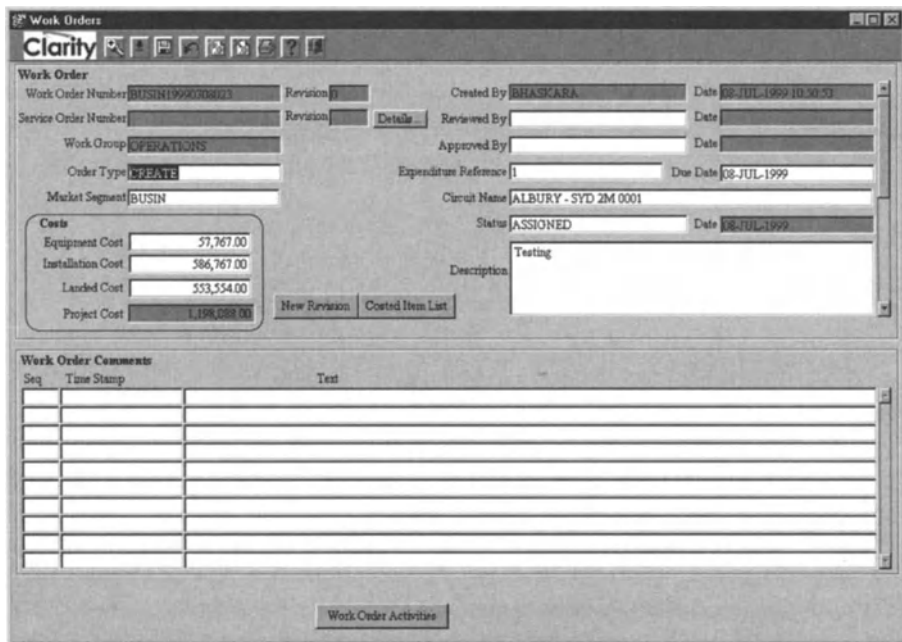 Work Orders
Clarity
Work Order
Work Order Number BUSIN19990308023 Revision 0 Created By BHASKARA Date 08-JUL-1999 10:50:53
Service Order Number Revision Details... Reviewed By Date
Work Group OPERATIONS Approved By Date
Order Type CREATE Expenditure Reference 1 Due Date 08-JUL-1999
Market Segment BUSIN Circuit Name ALBURY - SYD 2M 0001
Costs Status ASSIGNED Date 08-JUL-1999
Equipment Cost 57,767.00 Description Testing
Installation Cost 586,767.00
Landed Cost 553,554.00
Project Cost 1,198,088.00 New Revision Costed Item List
Work Order Comments
Seq Time Stamp Text
Work Order Activities